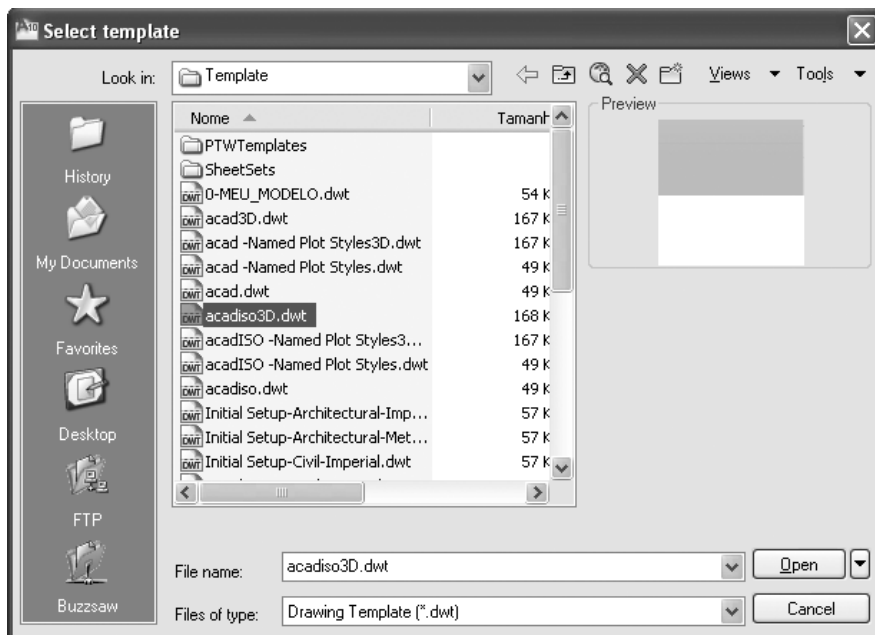 Select template
Look in: Template Views Tools
Nome Tamanh
PTWTemplates
SheetSets
0-MEU_MODELO.dwt 54 K
acad3D.dwt 167 K
acad -Named Plot Styles3D.dwt 167 K
acad -Named Plot Styles.dwt 49 K
acad.dwt 49 K
acadiso3D.dwt 168 K
acadISO -Named Plot Styles3... 167 K
acadISO -Named Plot Styles.dwt 49 K
acadiso.dwt 49 K
Initial Setup-Architectural-Imp... 57 K
Initial Setup-Architectural-Met... 57 K
Initial Setup-Civil-Imperial.dwt 57 K
Preview
History
My Documents
Favorites
Desktop
FTP
Buzzsaw
File name: acadiso3D.dwt Open
Files of type: Drawing Template (*.dwt) Cancel